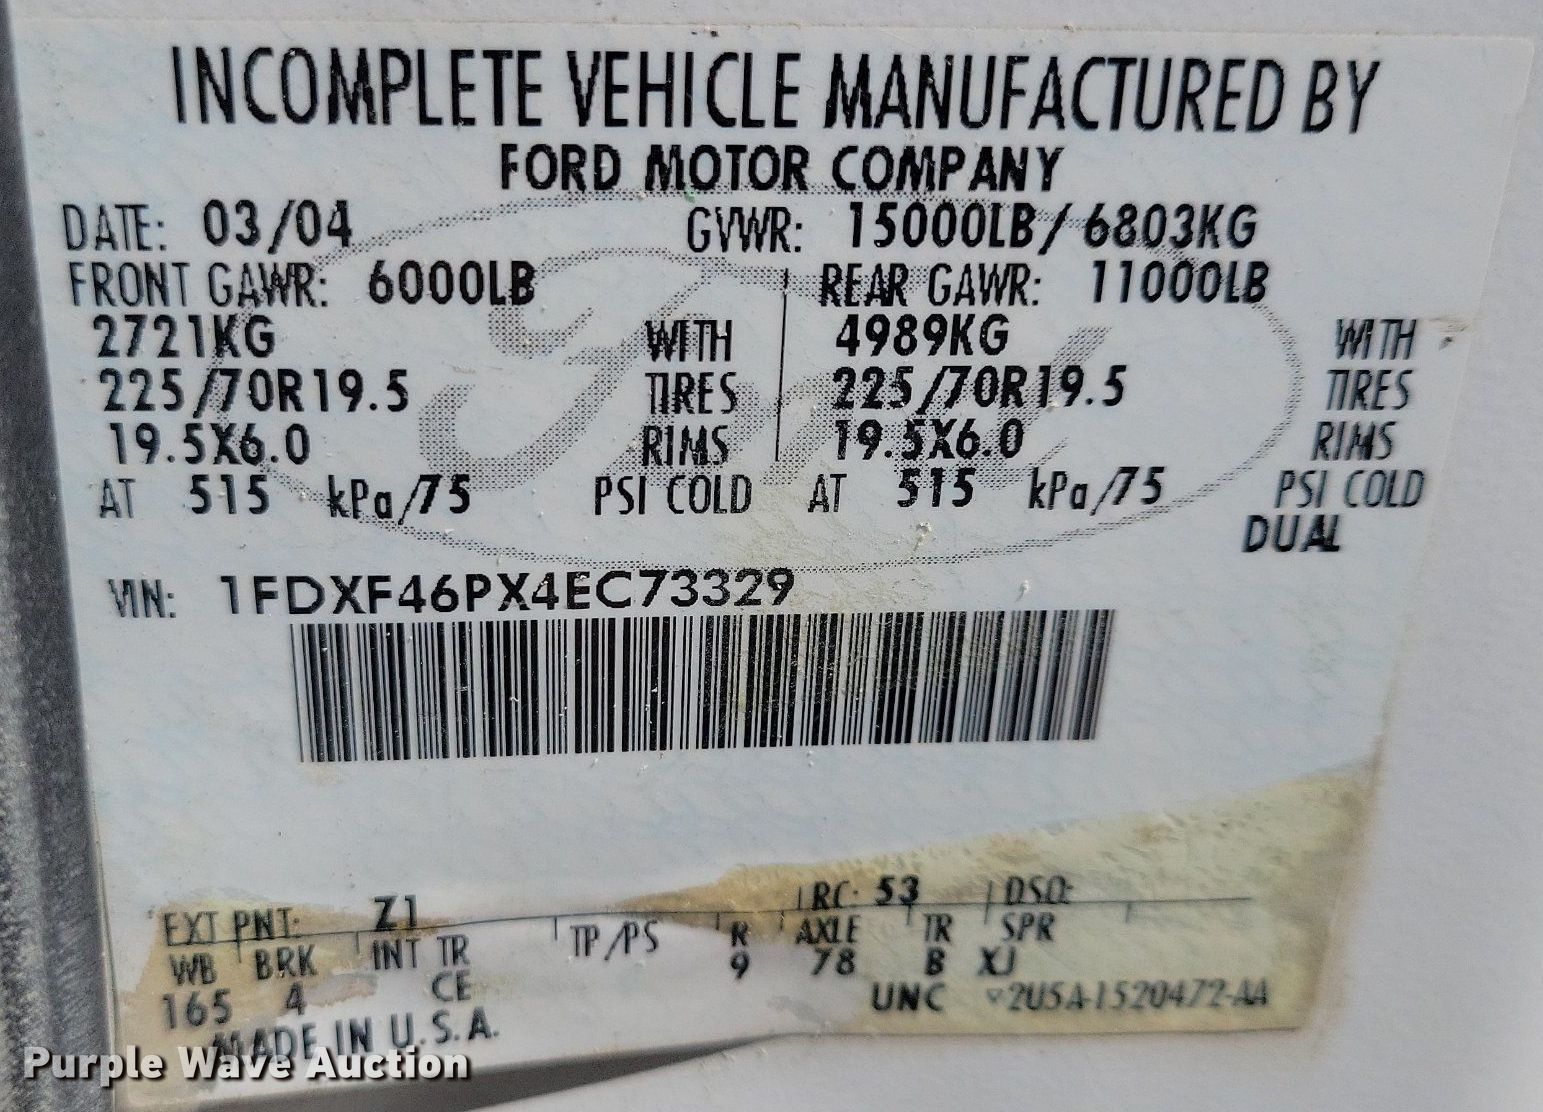 INCOMPLETE VEHICLE MANUFACTURED BY
FORD MOTOR COMPANY
DATE: 03/04 GVWR: 15000LB/ 6803KG
FRONT GAWR: 6000LB REAR GAWR: 11000LB
2721KG WITH 4989KG WITH
225/70R19.5 TIRES 225/70R19.5 TIRES
19.5X6.0 RIMS 19.5X6.0 RIMS
AT 515 kPa/75 PSI COLD AT 515 kPa/75 PSI COLD
DUAL
VIN: 1FDXF46PX4EC73329
EXT PNT: Z1 RC: 53 DSO:
WB BRK INT TR TP/PS R AXLE TR SPR
165 4 CE 9 78 B XJ
UNC 2U5A-1520472-AA
MADE IN U.S.A.
Purple Wave Auction